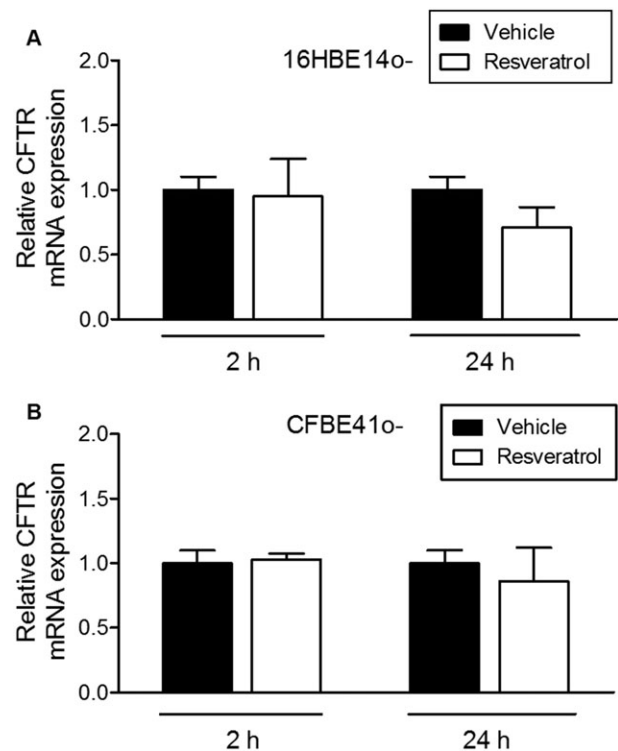 A
16HBE14o-
Vehicle
Resveratrol
Relative CFTR
mRNA expression
2.0
1.5
1.0
0.5
0.0
2 h
24 h
B
CFBE41o-
Vehicle
Resveratrol
Relative CFTR
mRNA expression
2.0
1.5
1.0
0.5
0.0
2 h
24 h